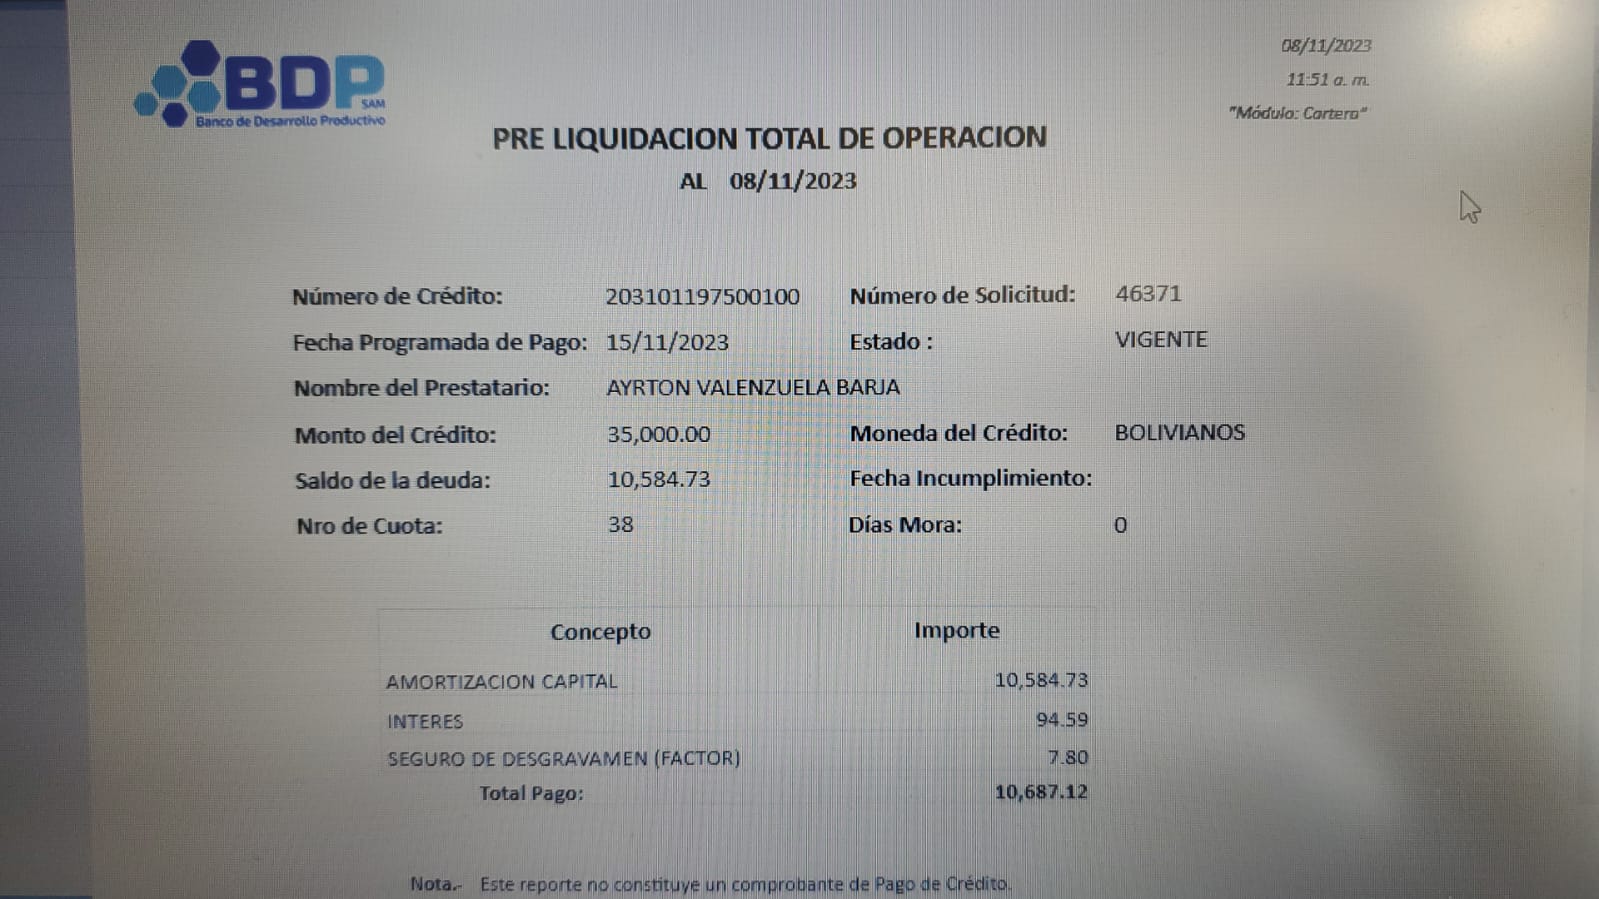 08/11/2023
11:51 a. m.
"Módulo: Cartera"
BDP
SAM
Banco de Desarrollo Productivo
PRE LIQUIDACION TOTAL DE OPERACION
AL 08/11/2023
Número de Crédito: 203101197500100 Número de Solicitud: 46371
Fecha Programada de Pago: 15/11/2023 Estado : VIGENTE
Nombre del Prestatario: AYRTON VALENZUELA BARJA
Monto del Crédito: 35,000.00 Moneda del Crédito: BOLIVIANOS
Saldo de la deuda: 10,584.73 Fecha Incumplimiento:
Nro de Cuota: 38 Días Mora: 0
Concepto Importe
AMORTIZACION CAPITAL 10,584.73
INTERES 94.59
SEGURO DE DESGRAVAMEN (FACTOR) 7.80
Total Pago: 10,687.12
Nota.- Este reporte no constituye un comprobante de Pago de Crédito.